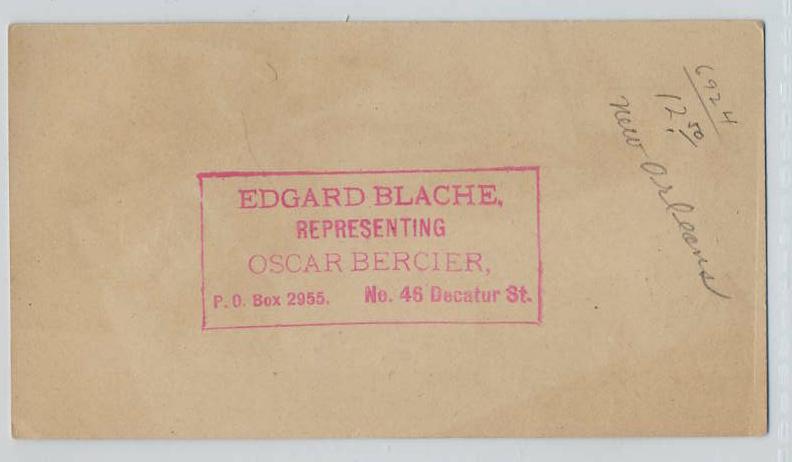 EDGARD BLACHE,
REPRESENTING
OSCAR BERCIER,
P. O. Box 2955. No. 46 Decatur St.
6924
12.50/
New Orleans